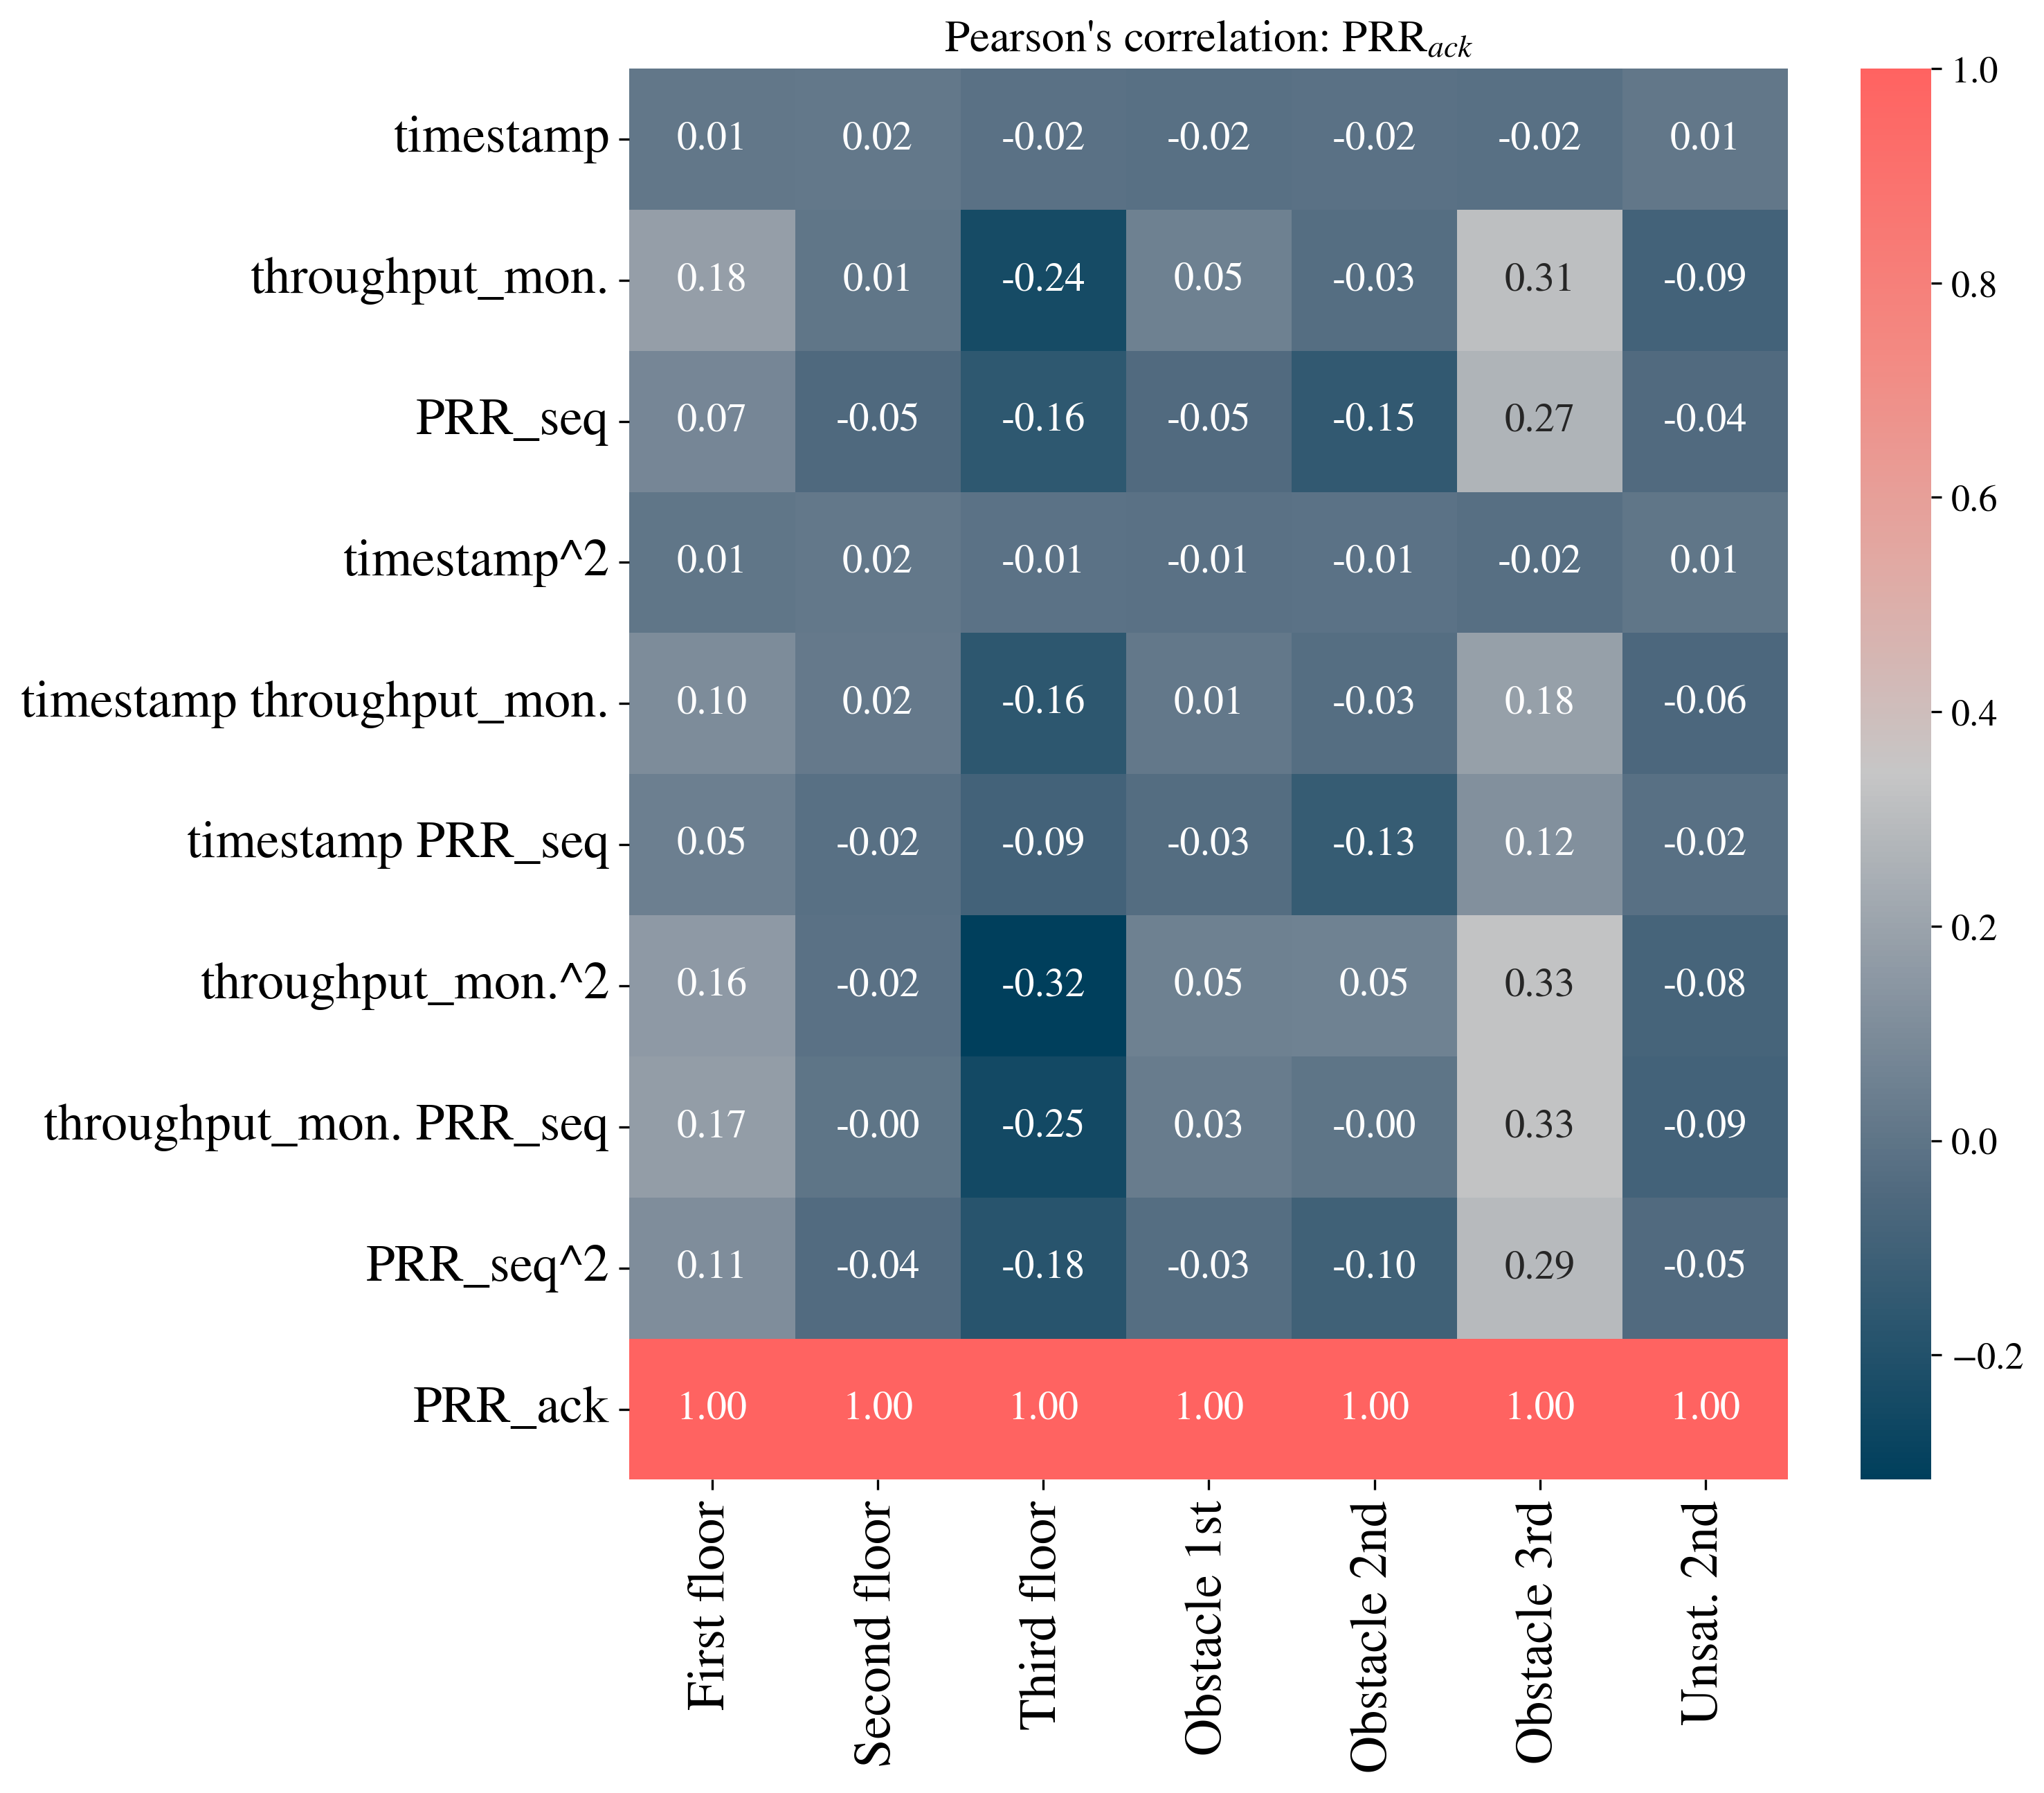 Pearson's correlation: PRR_ack
timestamp 0.01 0.02 -0.02 -0.02 -0.02 -0.02 0.01
throughput_mon. 0.18 0.01 -0.24 0.05 -0.03 0.31 -0.09
PRR_seq 0.07 -0.05 -0.16 -0.05 -0.15 0.27 -0.04
timestamp^2 0.01 0.02 -0.01 -0.01 -0.01 -0.02 0.01
timestamp throughput_mon. 0.10 0.02 -0.16 0.01 -0.03 0.18 -0.06
timestamp PRR_seq 0.05 -0.02 -0.09 -0.03 -0.13 0.12 -0.02
throughput_mon.^2 0.16 -0.02 -0.32 0.05 0.05 0.33 -0.08
throughput_mon. PRR_seq 0.17 -0.00 -0.25 0.03 -0.00 0.33 -0.09
PRR_seq^2 0.11 -0.04 -0.18 -0.03 -0.10 0.29 -0.05
PRR_ack 1.00 1.00 1.00 1.00 1.00 1.00 1.00
First floor
Second floor
Third floor
Obstacle 1st
Obstacle 2nd
Obstacle 3rd
Unsat. 2nd
1.0
0.8
0.6
0.4
0.2
0.0
−0.2